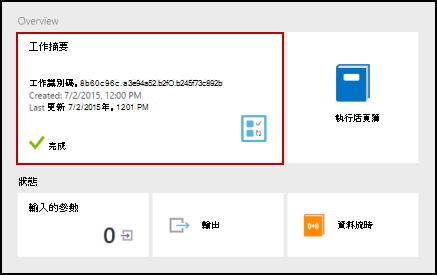 Overview
工作摘要
工作識別碼。8b60c96c.a3e94a52.b2fO.b245f73c892b
Created: 7/2/2015, 12:00 PM
Last 更新 7/2/2015年。1201 PM
完成
執行活頁簿
狀態
輸入的參數
0
輸出
資料流時